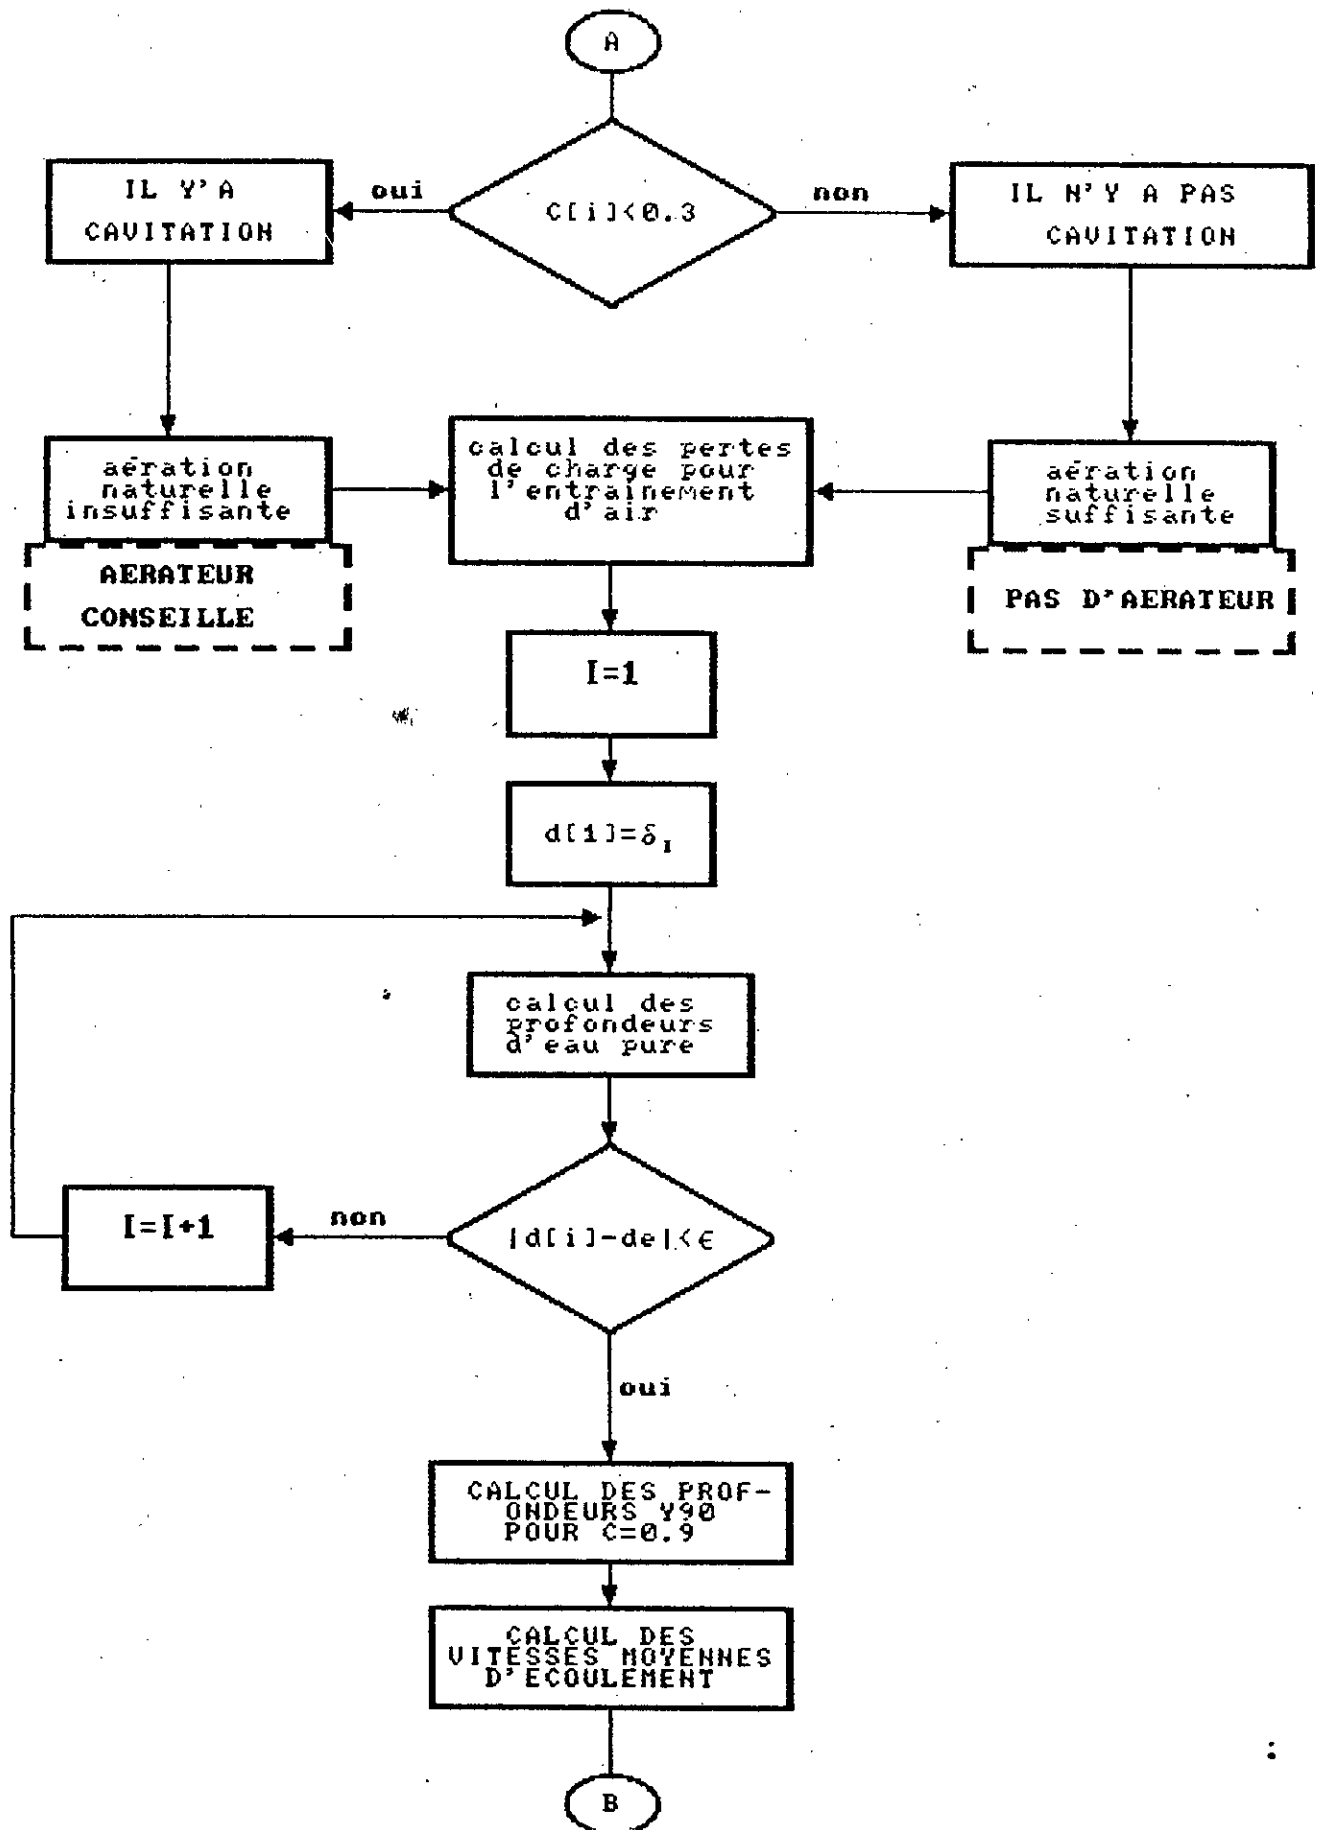 A
C[i]<0.3
oui
non
IL Y'A
CAVITATION
IL N'Y A PAS
CAVITATION
aération
naturelle
insuffisante
AERATEUR
CONSEILLE
calcul des pertes
de charge pour
l'entrainement
d'air
aération
naturelle
suffisante
PAS D'AERATEUR
I=1
d[1]=δI
calcul des
profondeurs
d'eau pure
|d[i]-de|<ϵ
non
I=I+1
oui
CALCUL DES PROF-
ONDEURS Y90
POUR C=0.9
CALCUL DES
VITESSES MOYENNES
D'ECOULEMENT
B